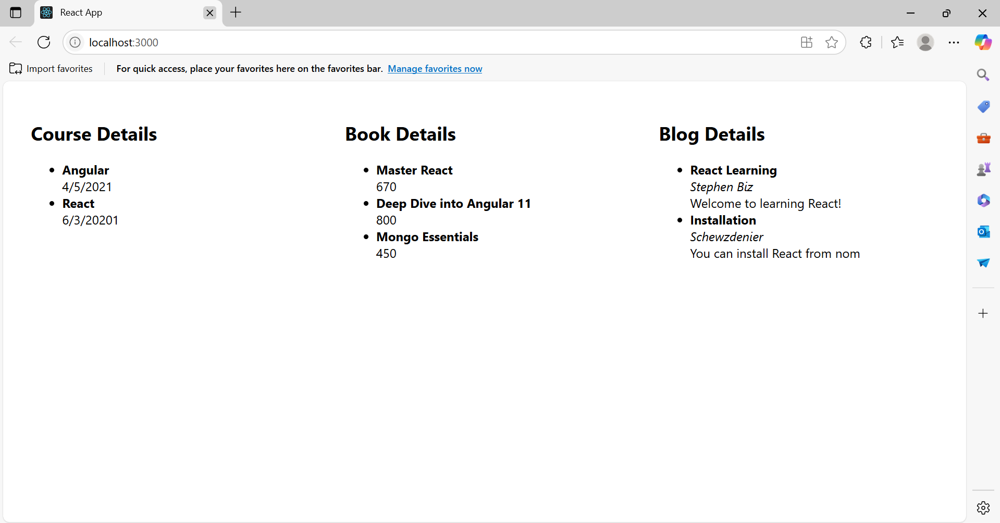 React App
localhost:3000
Import favorites
For quick access, place your favorites here on the favorites bar. Manage favorites now
Course Details
Angular
4/5/2021
React
6/3/20201
Book Details
Master React
670
Deep Dive into Angular 11
800
Mongo Essentials
450
Blog Details
React Learning
Stephen Biz
Welcome to learning React!
Installation
Schewzdenier
You can install React from nom